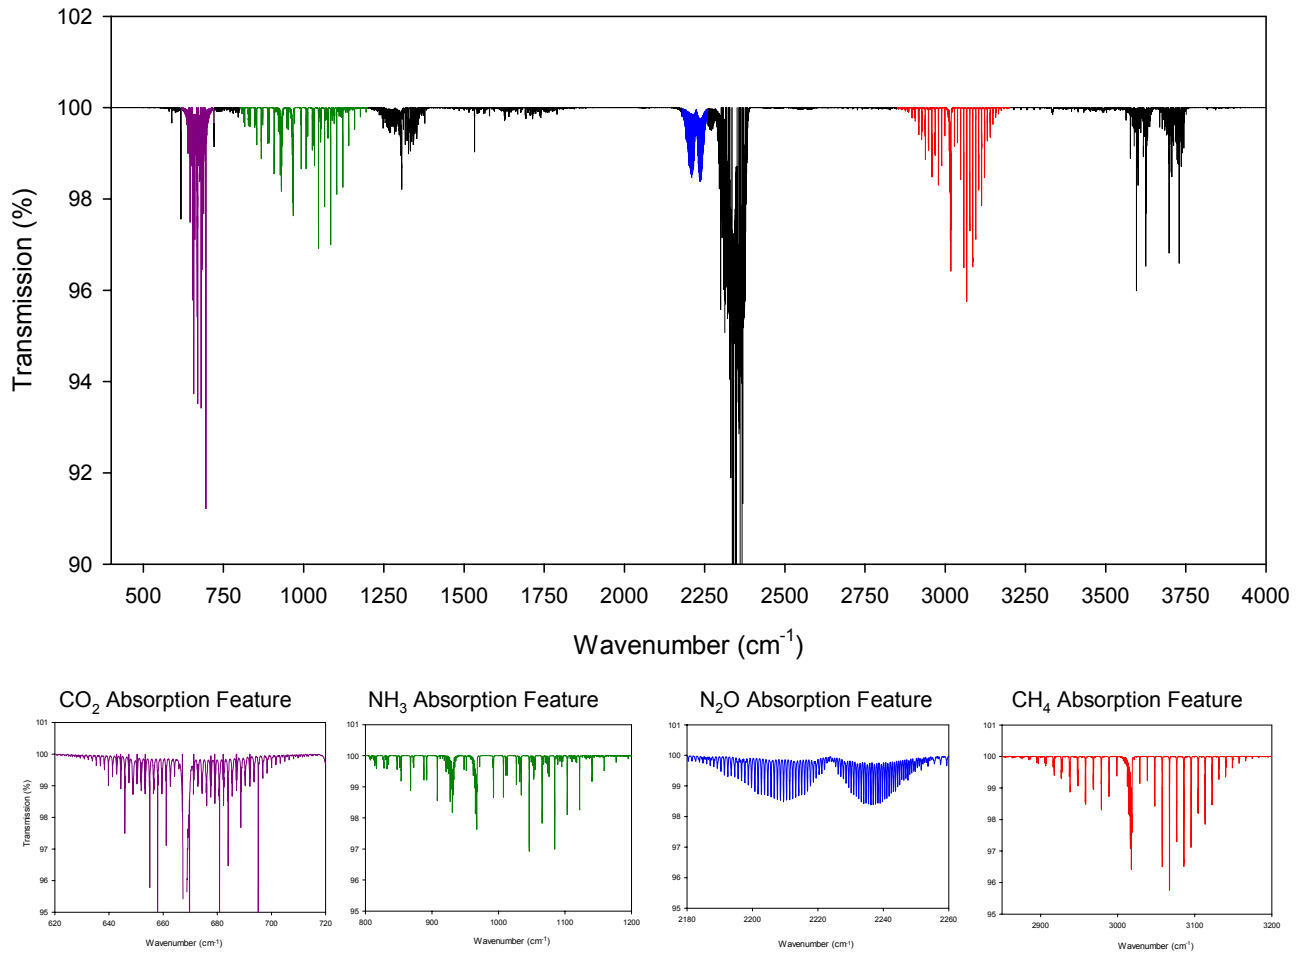 102
100
98
96
94
92
90
Transmission (%)
500 750 1000 1250 1500 1750 2000 2250 2500 2750 3000 3250 3500 3750 4000
Wavenumber (cm-1)
CO2 Absorption Feature
101
100
99
98
97
96
95
Transmission (%)
620 640 660 680 700 720
Wavenumber (cm-1)
NH3 Absorption Feature
101
100
99
98
97
96
95
800 900 1000 1100 1200
Wavenumber (cm-1)
N2O Absorption Feature
101
100
99
98
97
96
95
2180 2200 2220 2240 2260
Wavenumber (cm-1)
CH4 Absorption Feature
101
100
99
98
97
96
95
2900 3000 3100 3200
Wavenumber (cm-1)